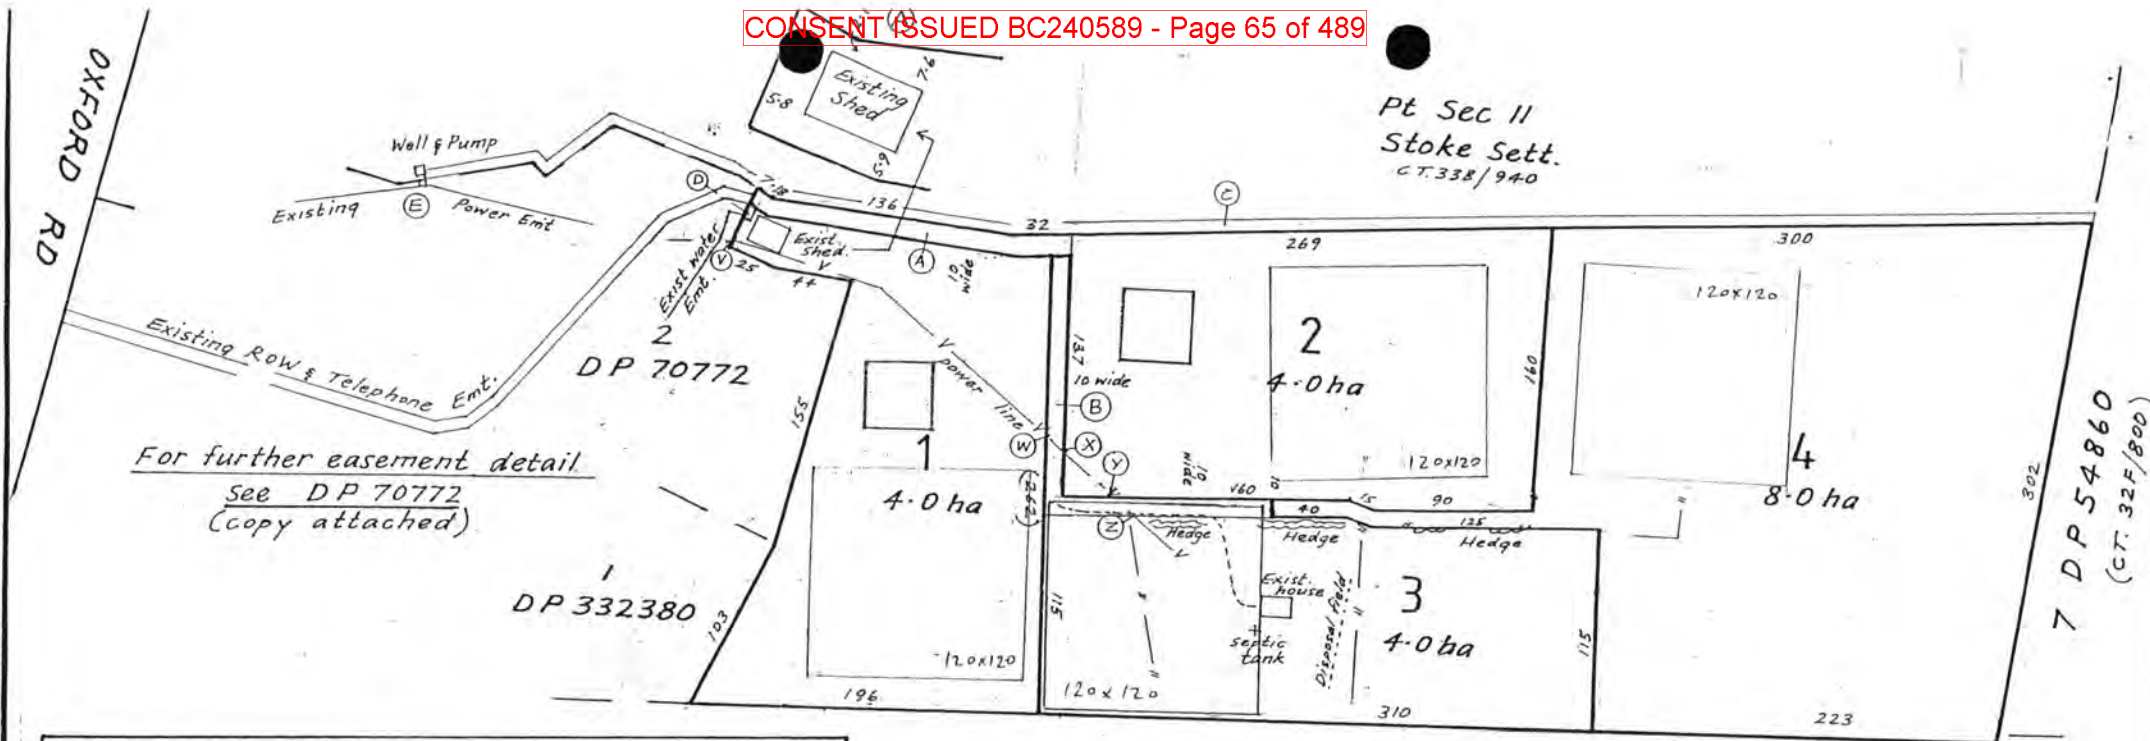 CONSENT ISSUED BC240589 - Page 65 of 489
OXFORD RD
Existing Shed
7.6
5.8
5.9
Pt Sec 11
Stoke Sett.
CT.338/940
Well & Pump
Existing
E
Power Emt
D
7.18
136
32
C
269
300
Exist. Shed.
A
10 wide
V
25
V
44
Exist Water Emt.
2
DP 70772
Existing ROW & Telephone Emt.
For further easement detail
see DP 70772
(copy attached)
155
V
power line
V
137
10 wide
B
W
X
Y
2
4.0 ha
160
120x120
120x120
4
8.0 ha
302
7 DP 54860
(CT. 32F/800)
1
4.0 ha
(262)
10 wide
160
10
15
90
40
125
Z
Hedge
Hedge
Hedge
V
1
DP 332380
103
120x120
196
115
120 x 120
Exist. house
septic tank
Disposal Field
3
4.0 ha
115
310
223